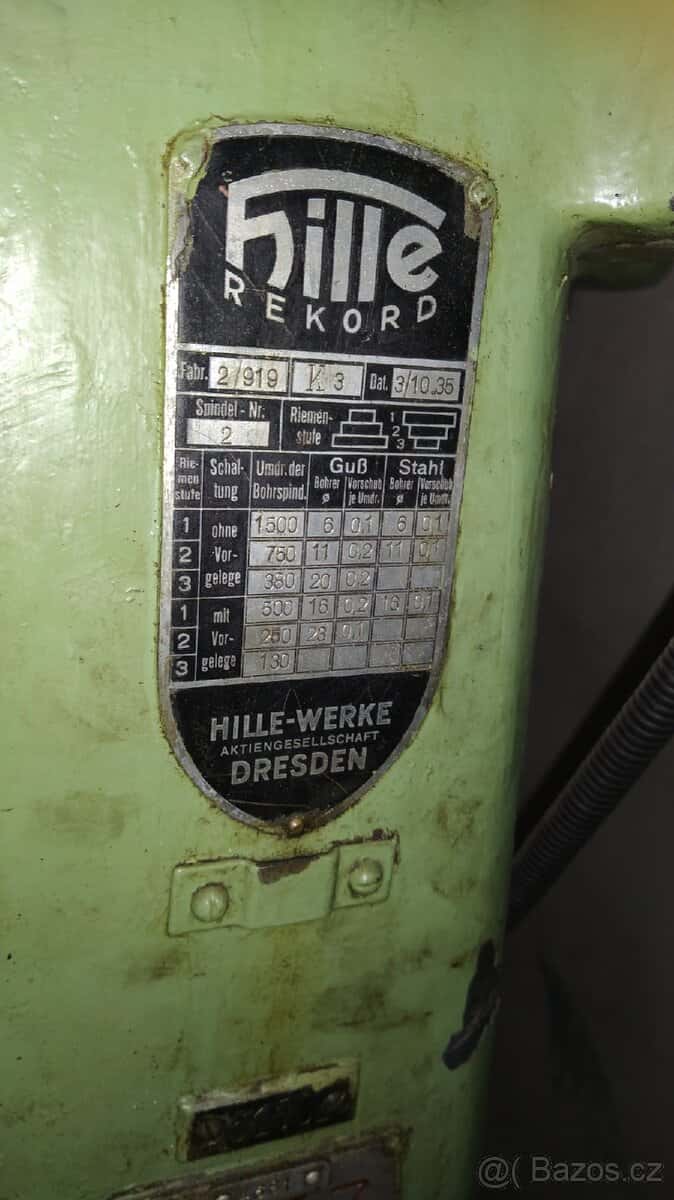 hille
REKORD
Fabr. 2/919 K 3 Dat. 3/10.35
Spindel-Nr. 2
Riemenstufe 1 2 3
Riemenstufe Schaltung Umdr. der Bohrspind. Guß Stahl
Bohrer ø Vorschub je Umdr. Bohrer ø Vorschub je Umdr.
1 ohne 1500 6 0,1 6 0,1
2 Vor- 750 11 0,2 11 0,1
3 gelege 380 20 0,2
1 mit 500 16 0,2 16 0,1
2 Vor- 250 28 0,1
3 gelege 130
HILLE-WERKE
AKTIENGESELLSCHAFT
DRESDEN
@( Bazos.cz